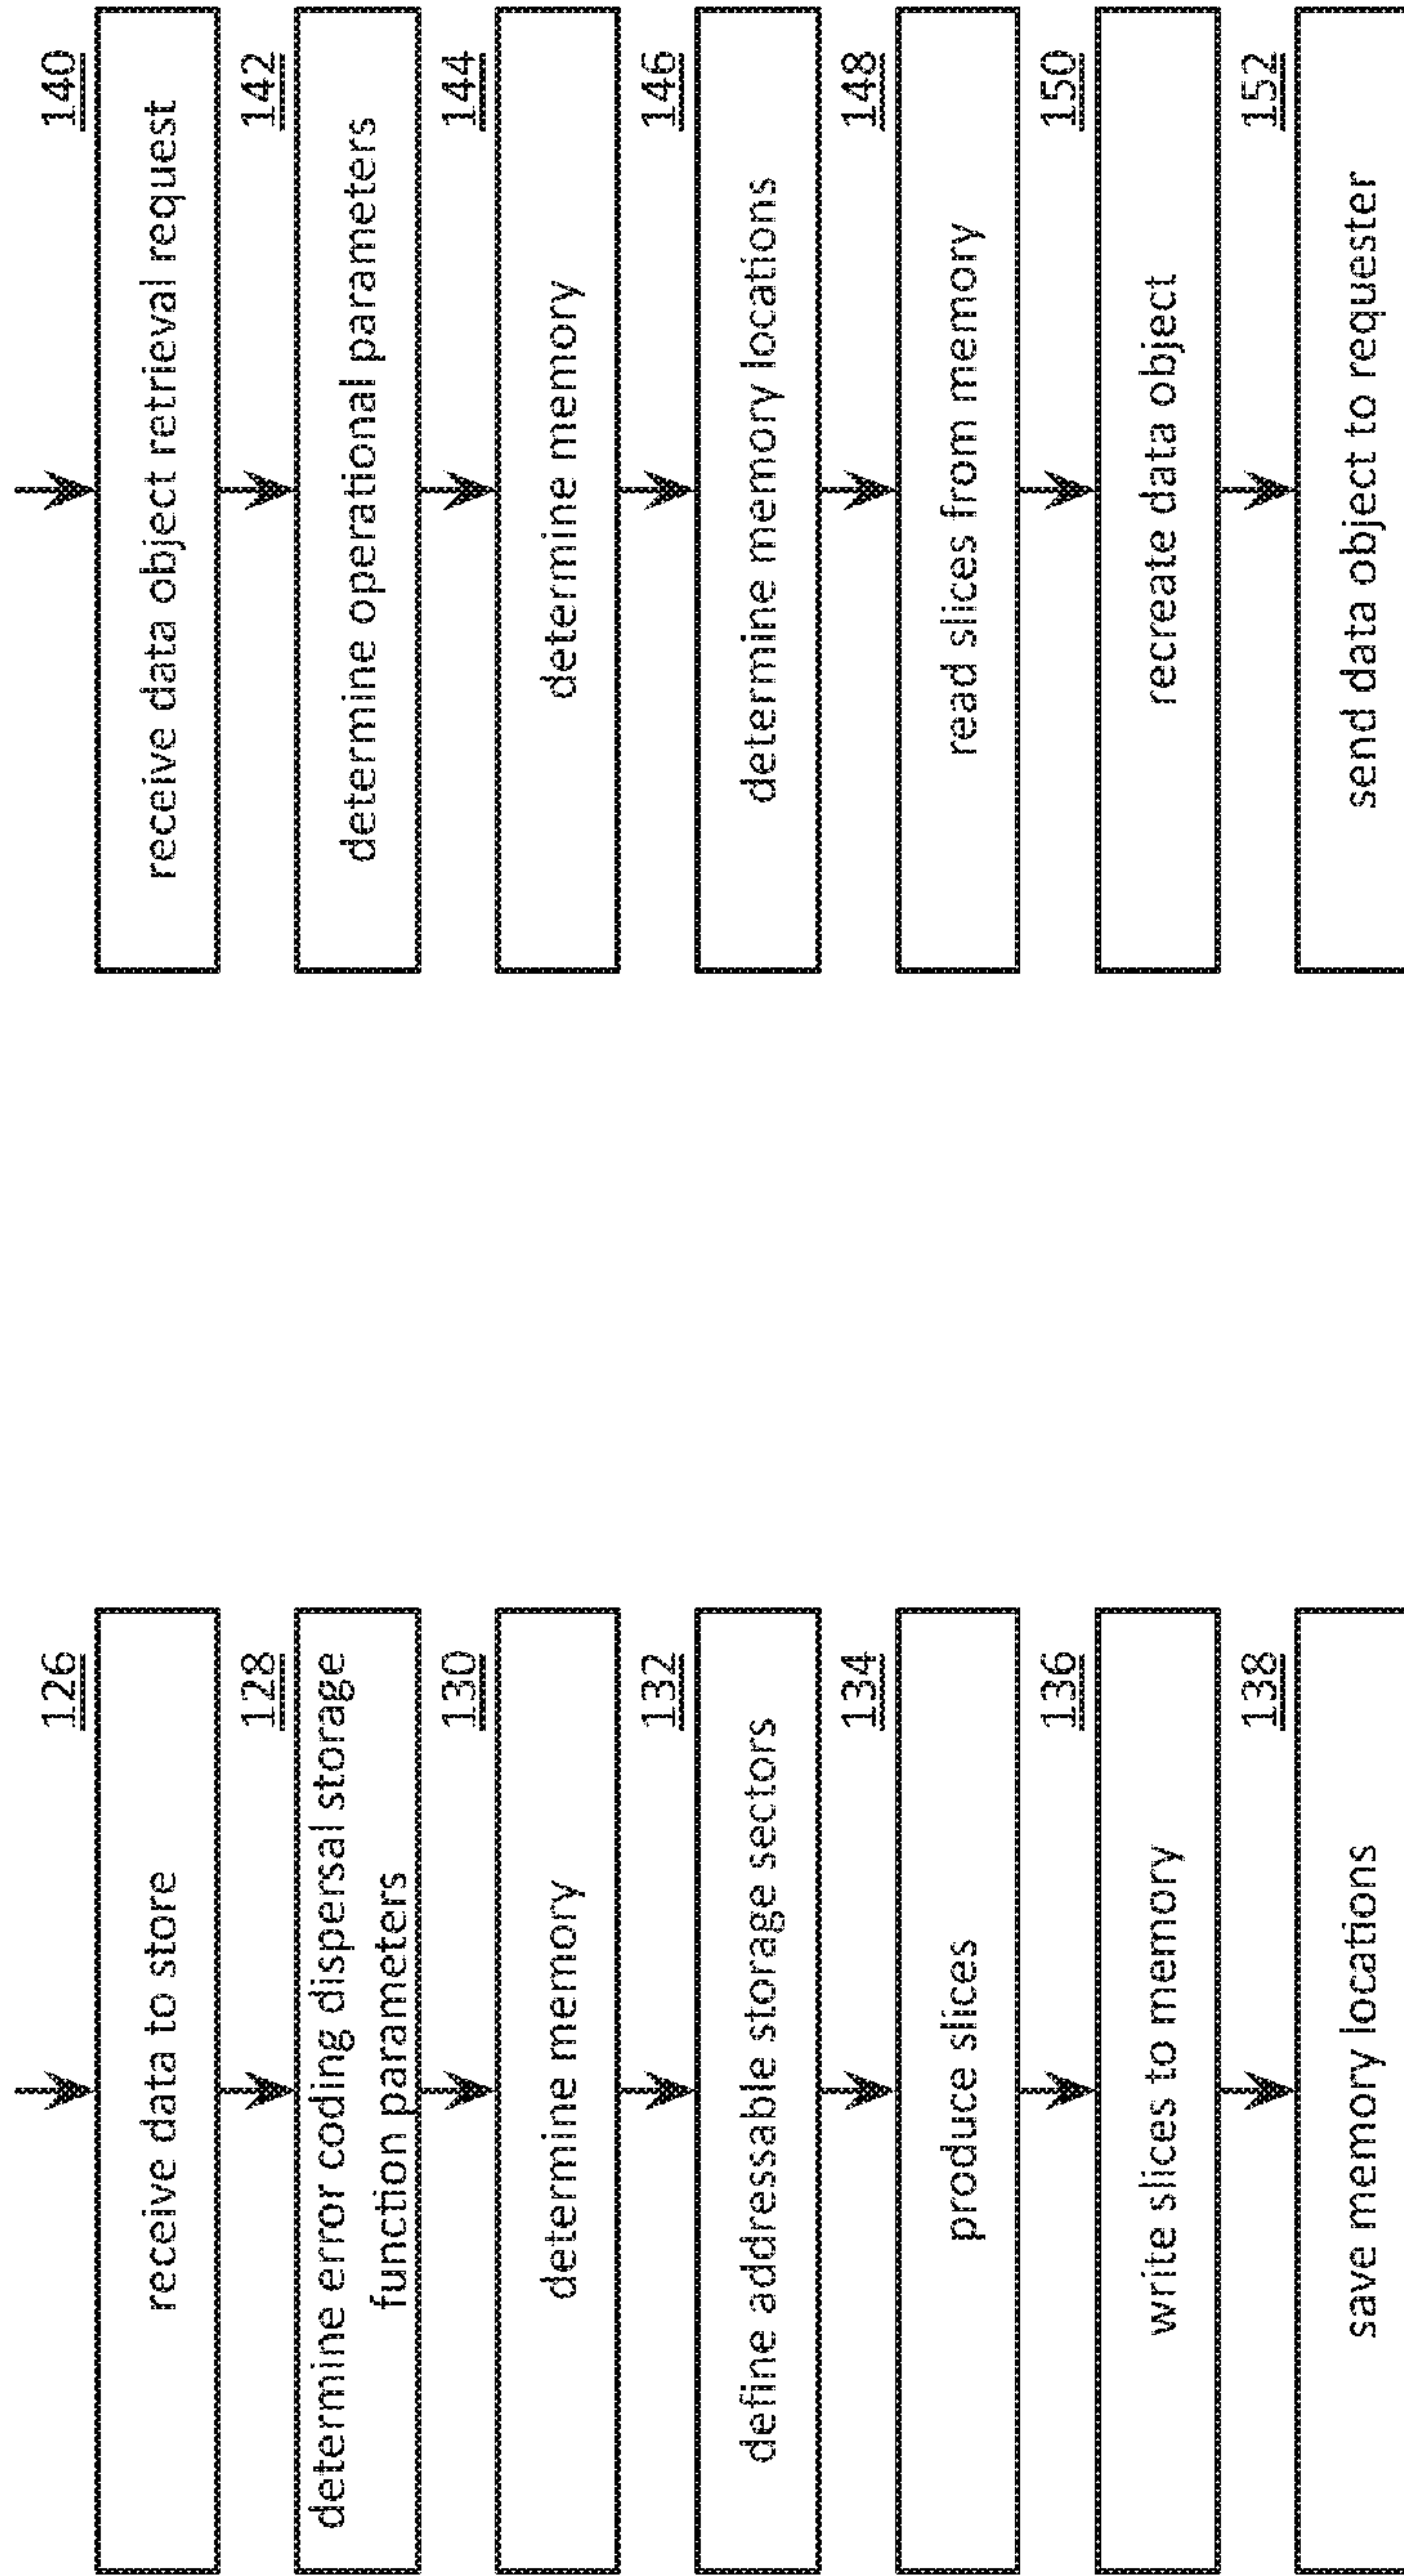 126
receive data to store
128
determine error coding dispersal storage
function parameters
130
determine memory
132
define addressable storage sectors
134
produce slices
136
write slices to memory
138
save memory locations
140
receive data object retrieval request
142
determine operational parameters
144
determine memory
146
determine memory locations
148
read slices from memory
150
recreate data object
152
send data object to requester